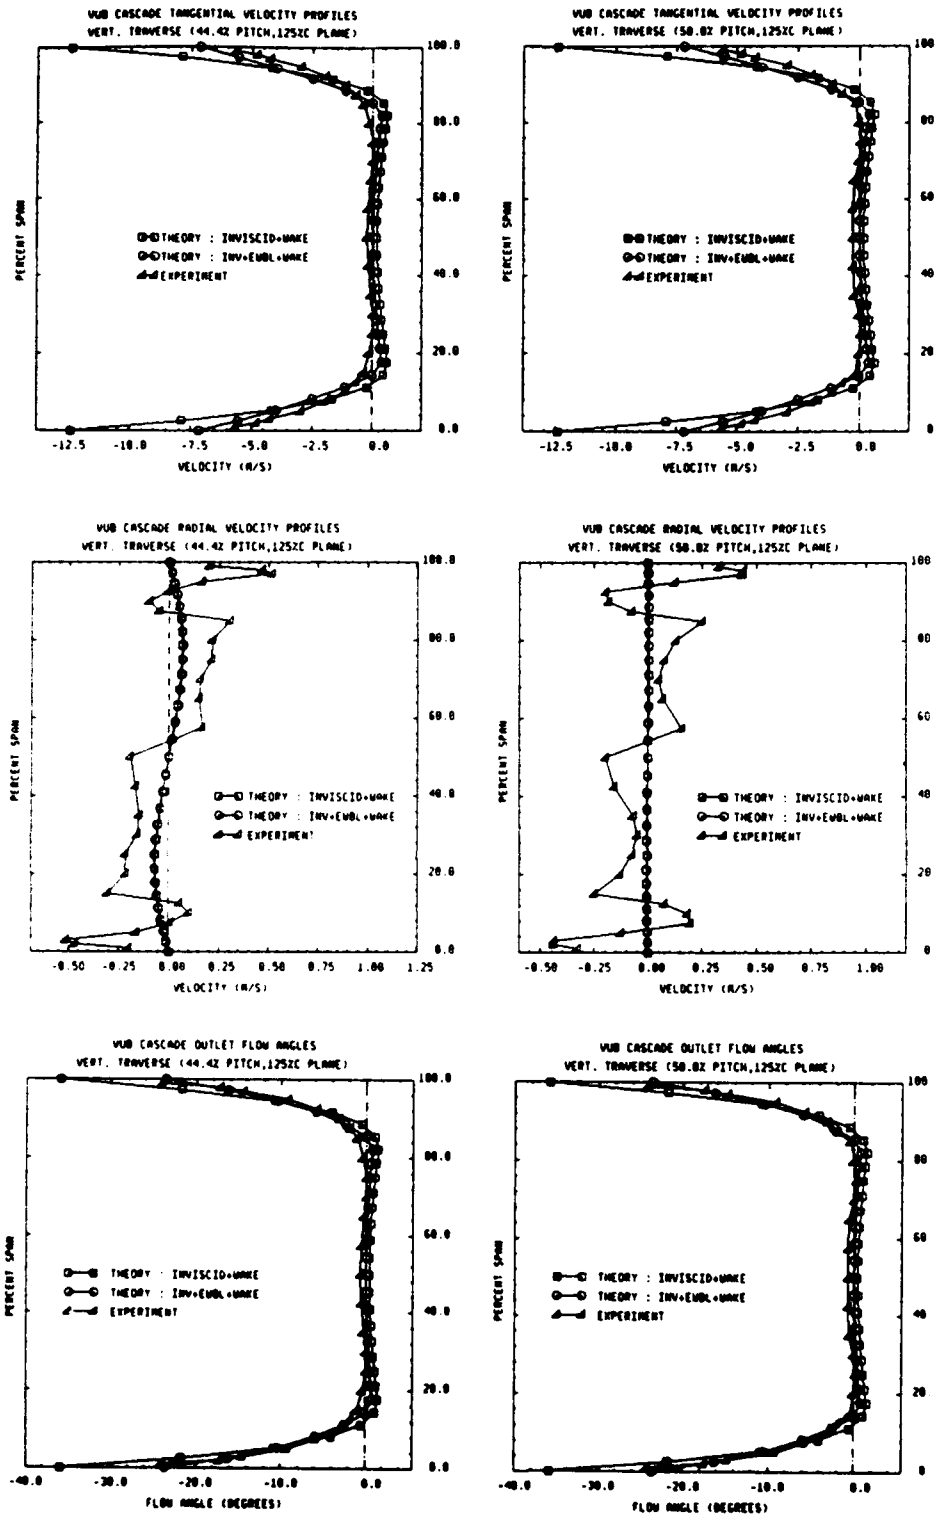 VUB CASCADE TANGENTIAL VELOCITY PROFILES
VERT. TRAVERSE (44.4% PITCH,125%C PLANE)
100.0
80.0
60.0
40.0
20.0
0.0
PERCENT SPAN
THEORY : INVISCID+WAKE
THEORY : INV+EWBL+WAKE
EXPERIMENT
-12.5 -10.0 -7.5 -5.0 -2.5 0.0
VELOCITY (M/S)
VUB CASCADE TANGENTIAL VELOCITY PROFILES
VERT. TRAVERSE (50.0% PITCH,125%C PLANE)
100
80
60
40
20
0
PERCENT SPAN
THEORY : INVISCID+WAKE
THEORY : INV+EWBL+WAKE
EXPERIMENT
-12.5 -10.0 -7.5 -5.0 -2.5 0.0
VELOCITY (M/S)
VUB CASCADE RADIAL VELOCITY PROFILES
VERT. TRAVERSE (44.4% PITCH,125%C PLANE)
100.0
80.0
60.0
40.0
20.0
0.0
PERCENT SPAN
THEORY : INVISCID+WAKE
THEORY : INV+EWBL+WAKE
EXPERIMENT
-0.50 -0.25 0.00 0.25 0.50 0.75 1.00 1.25
VELOCITY (M/S)
VUB CASCADE RADIAL VELOCITY PROFILES
VERT. TRAVERSE (50.0% PITCH,125%C PLANE)
100
80
60
40
20
0
PERCENT SPAN
THEORY : INVISCID+WAKE
THEORY : INV+EWBL+WAKE
EXPERIMENT
-0.50 -0.25 0.00 0.25 0.50 0.75 1.00
VELOCITY (M/S)
VUB CASCADE OUTLET FLOW ANGLES
VERT. TRAVERSE (44.4% PITCH,125%C PLANE)
100.0
80.0
60.0
40.0
20.0
0.0
PERCENT SPAN
THEORY : INVISCID+WAKE
THEORY : INV+EWBL+WAKE
EXPERIMENT
-40.0 -30.0 -20.0 -10.0 0.0
FLOW ANGLE (DEGREES)
VUB CASCADE OUTLET FLOW ANGLES
VERT. TRAVERSE (50.0% PITCH,125%C PLANE)
100
80
60
40
20
0
PERCENT SPAN
THEORY : INVISCID+WAKE
THEORY : INV+EWBL+WAKE
EXPERIMENT
-40.0 -30.0 -20.0 -10.0 0.0
FLOW ANGLE (DEGREES)